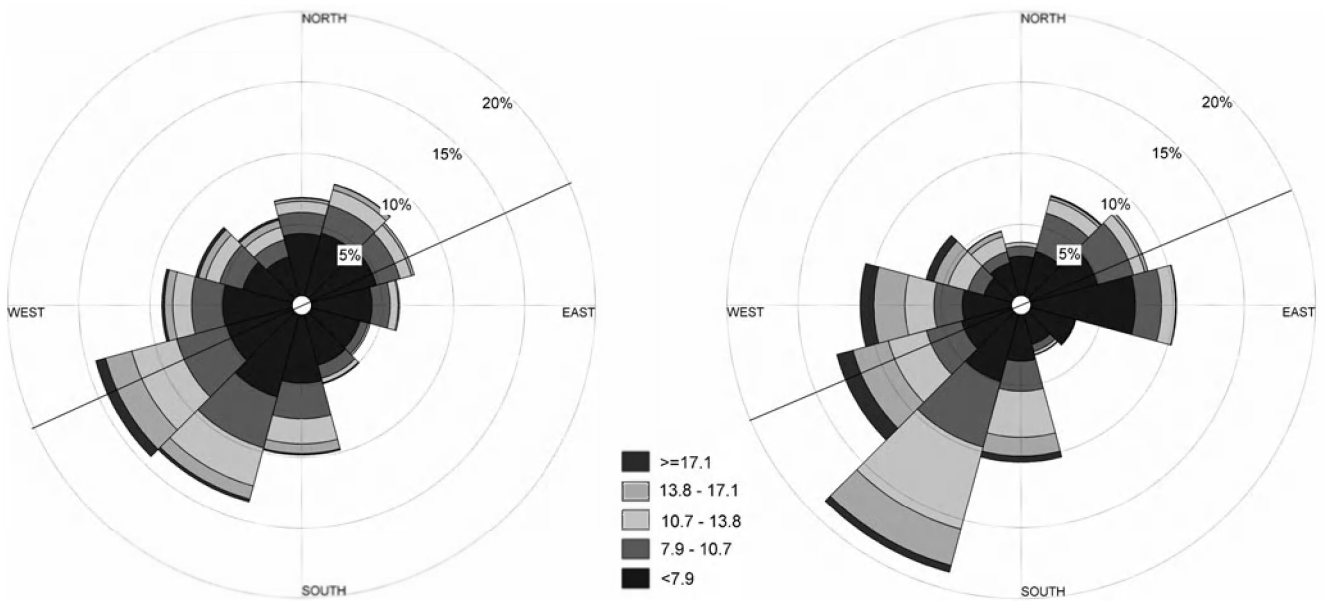 NORTH
20%
15%
10%
5%
WEST
EAST
SOUTH
>=17.1
13.8 - 17.1
10.7 - 13.8
7.9 - 10.7
<7.9
NORTH
20%
15%
10%
5%
WEST
EAST
SOUTH